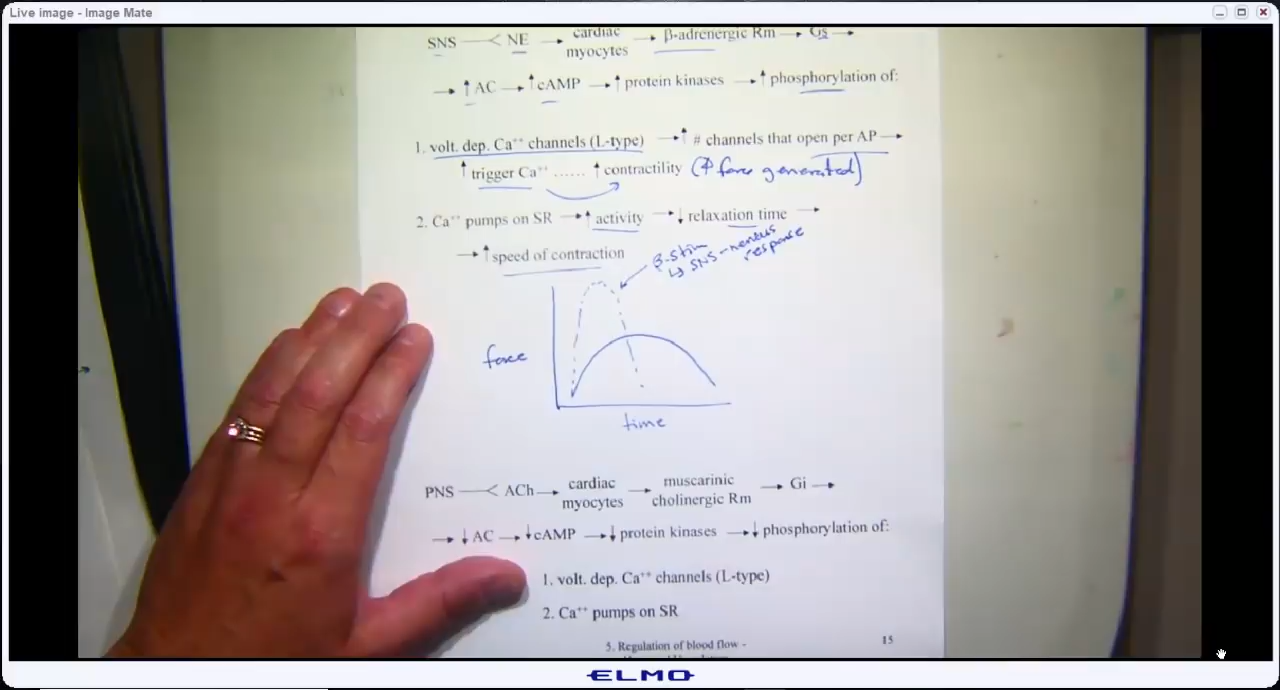 Live image - Image Mate
SNS —< NE → cardiac myocytes → β-adrenergic Rm → Gs →
→ ↑ AC → ↑ cAMP → ↑ protein kinases → ↑ phosphorylation of:
1. volt. dep. Ca⁺⁺ channels (L-type) → ↑ # channels that open per AP →
↑ trigger Ca⁺⁺ ...... ↑ contractility (↑ force generated)
2. Ca⁺⁺ pumps on SR → ↑ activity → ↓ relaxation time →
→ ↑ speed of contraction
β-stim
↳ SNS-nervous
response
force
time
PNS —< ACh → cardiac myocytes → muscarinic cholinergic Rm → Gi →
→ ↓ AC → ↓ cAMP → ↓ protein kinases → ↓ phosphorylation of:
1. volt. dep. Ca⁺⁺ channels (L-type)
2. Ca⁺⁺ pumps on SR
5. Regulation of blood flow -
15
ELMO